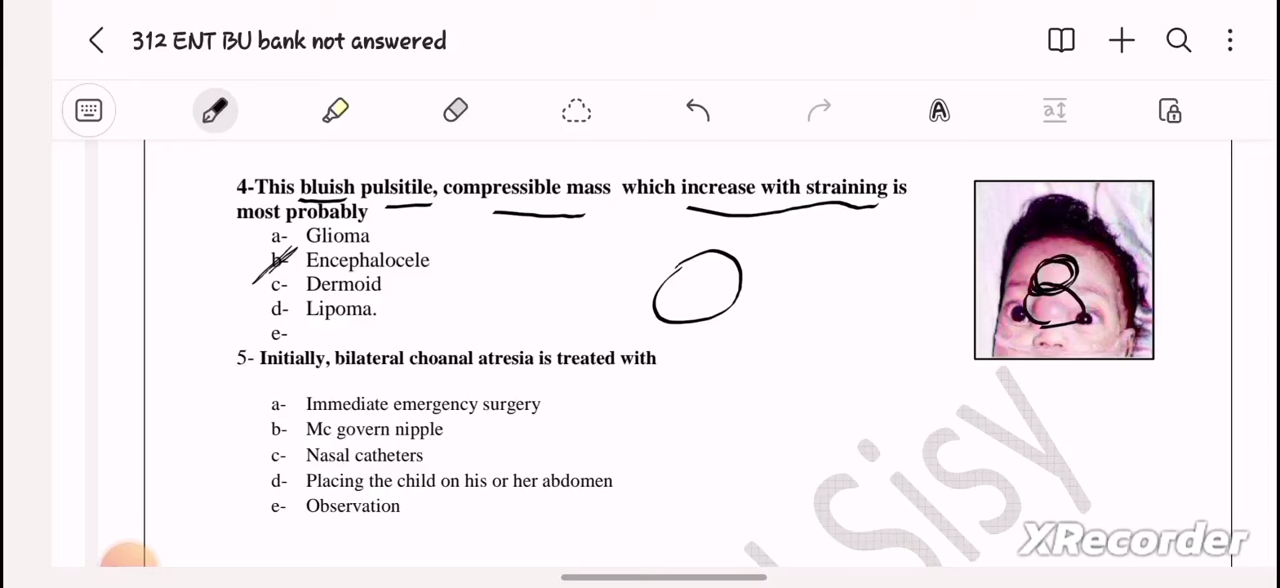 312 ENT BU bank not answered
4-This bluish pulsitile, compressible mass which increase with straining is
most probably
a- Glioma
b- Encephalocele
c- Dermoid
d- Lipoma.
e-
5- Initially, bilateral choanal atresia is treated with
a- Immediate emergency surgery
b- Mc govern nipple
c- Nasal catheters
d- Placing the child on his or her abdomen
e- Observation
Sisy
XRecorder